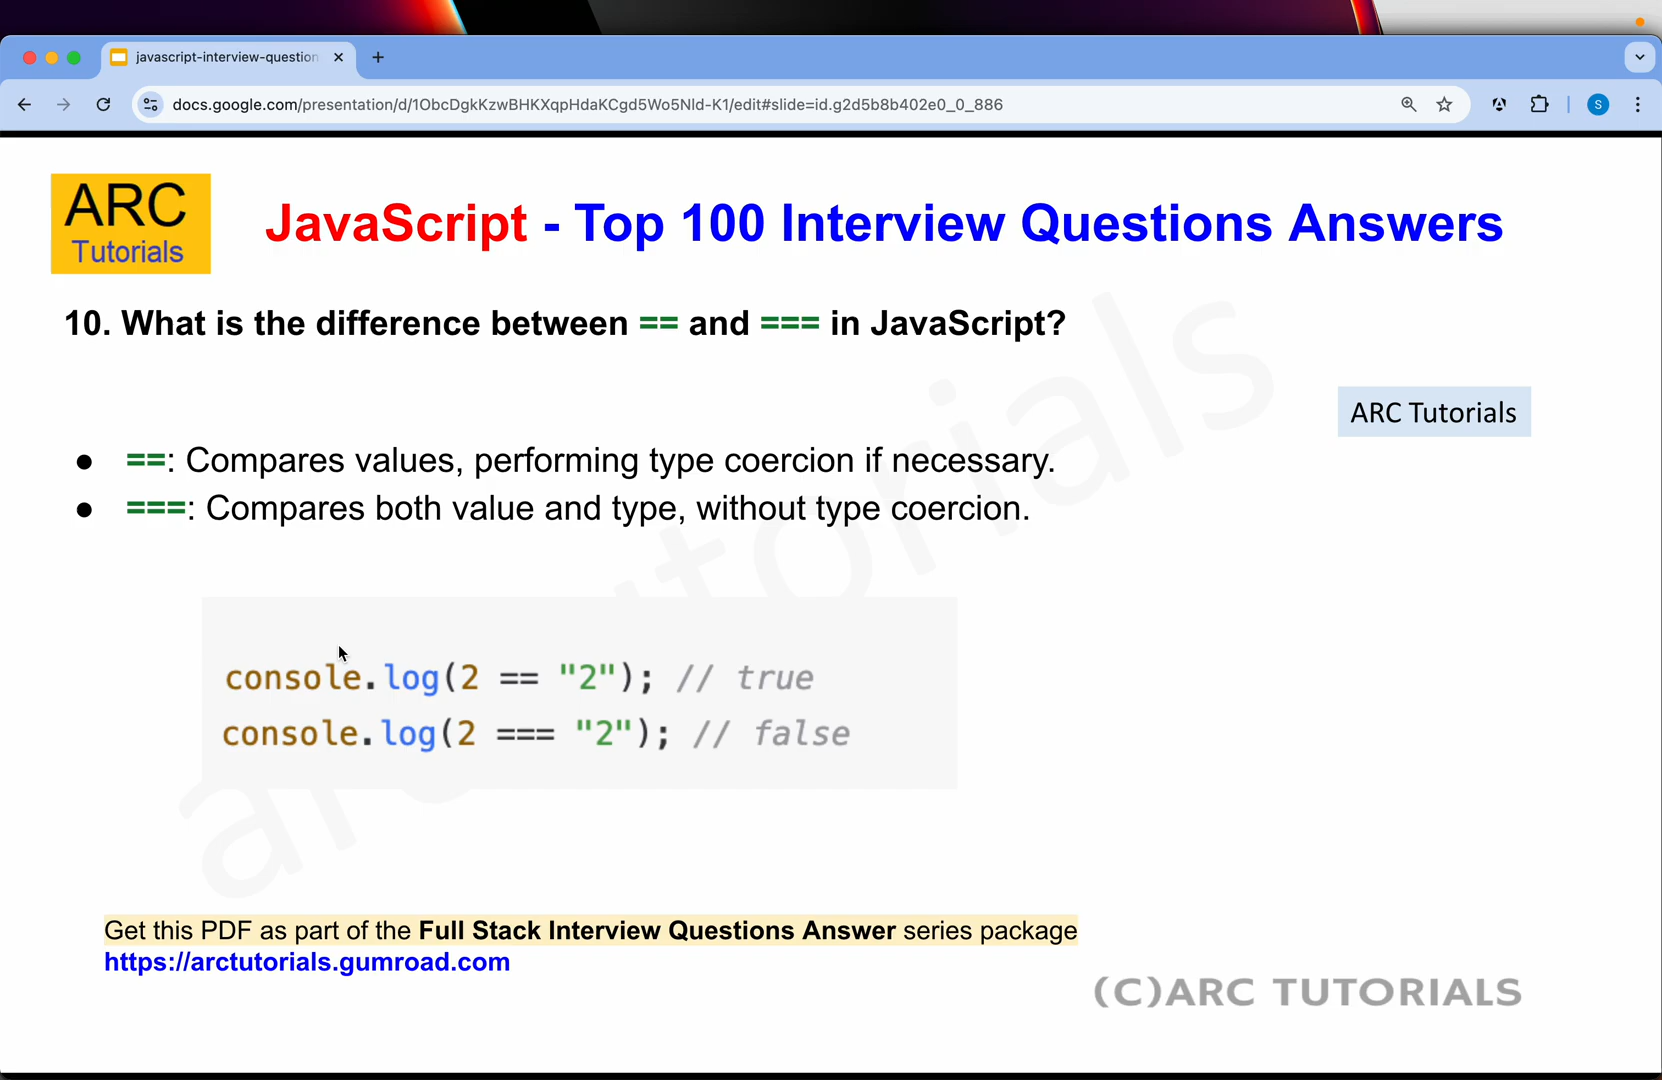 javascript-interview-question
docs.google.com/presentation/d/1ObcDgkKzwBHKXqpHdaKCgd5Wo5Nld-K1/edit#slide=id.g2d5b8b402e0_0_886
S
ARC
Tutorials
JavaScript - Top 100 Interview Questions Answers
10. What is the difference between == and === in JavaScript?
ARC Tutorials
● ==: Compares values, performing type coercion if necessary.
● ===: Compares both value and type, without type coercion.
console.log(2 == "2"); // true
console.log(2 === "2"); // false
Get this PDF as part of the Full Stack Interview Questions Answer series package
https://arctutorials.gumroad.com
(C)ARC TUTORIALS